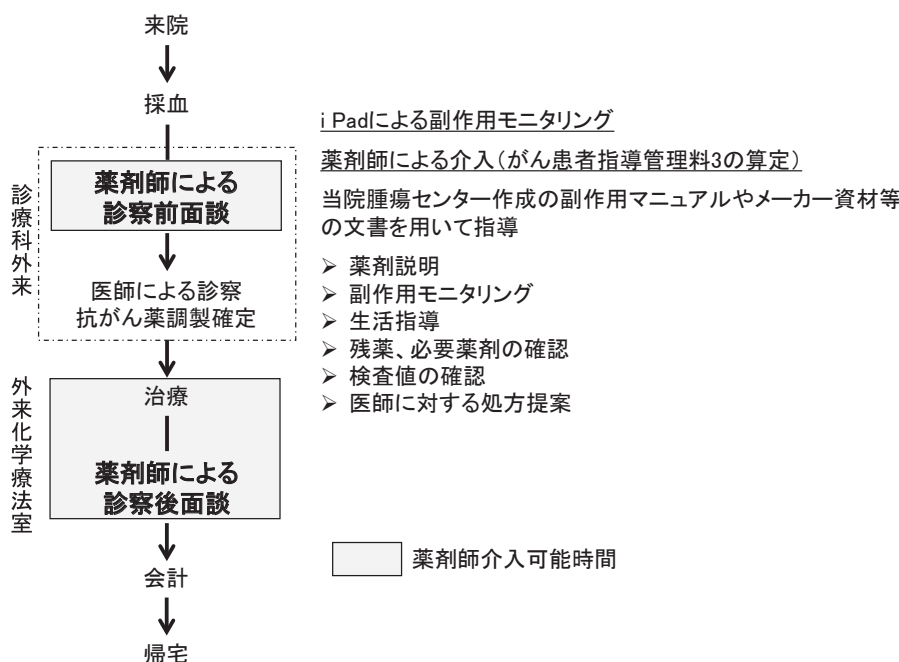 来院
採血
診療科外来
薬剤師による
診察前面談
医師による診察
抗がん薬調製確定
外来化学療法室
治療
薬剤師による
診察後面談
会計
帰宅
i Padによる副作用モニタリング
薬剤師による介入(がん患者指導管理料3の算定)
当院腫瘍センター作成の副作用マニュアルやメーカー資材等
の文書を用いて指導
➢ 薬剤説明
➢ 副作用モニタリング
➢ 生活指導
➢ 残薬、必要薬剤の確認
➢ 検査値の確認
➢ 医師に対する処方提案
薬剤師介入可能時間